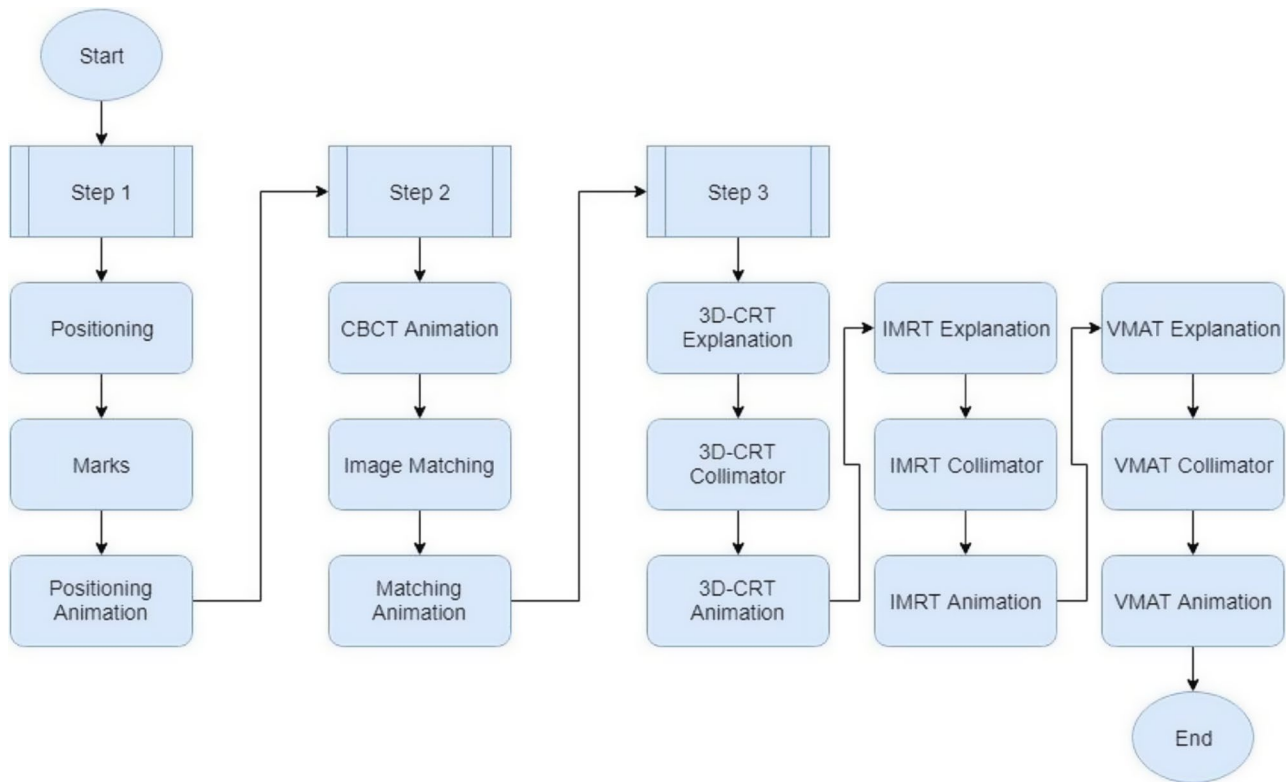 Start
Step 1
Positioning
Marks
Positioning
Animation
Step 2
CBCT Animation
Image Matching
Matching
Animation
Step 3
3D-CRT
Explanation
3D-CRT
Collimator
3D-CRT
Animation
IMRT Explanation
IMRT Collimator
IMRT Animation
VMAT Explanation
VMAT Collimator
VMAT Animation
End